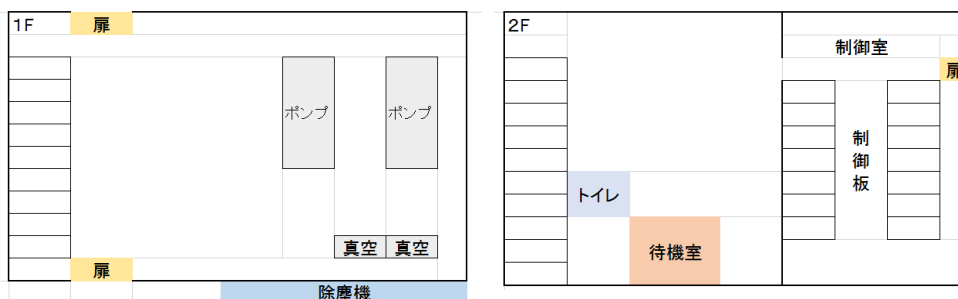 1F
扉
ポンプ
ポンプ
真空
真空
扉
除塵機
2F
制御室
扉
制
御
板
トイレ
待機室